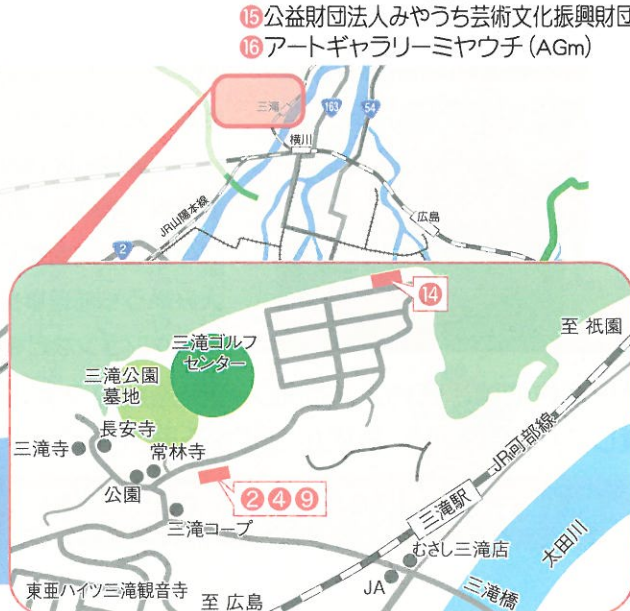 ⑮公益財団法人みやうち芸術文化振興財団
⑯アートギャラリーミヤウチ(AGm)
三滝
163
54
横川
JR山陽本線
広島
2
⑭
至 祇園
三滝ゴルフ
センター
三滝公園
墓地
長安寺
三滝寺
常林寺
公園
②④⑨
三滝コープ
JR可部線
三滝駅
むさし三滝店
太田川
JA
三滝橋
東亜ハイツ三滝観音寺
至 広島